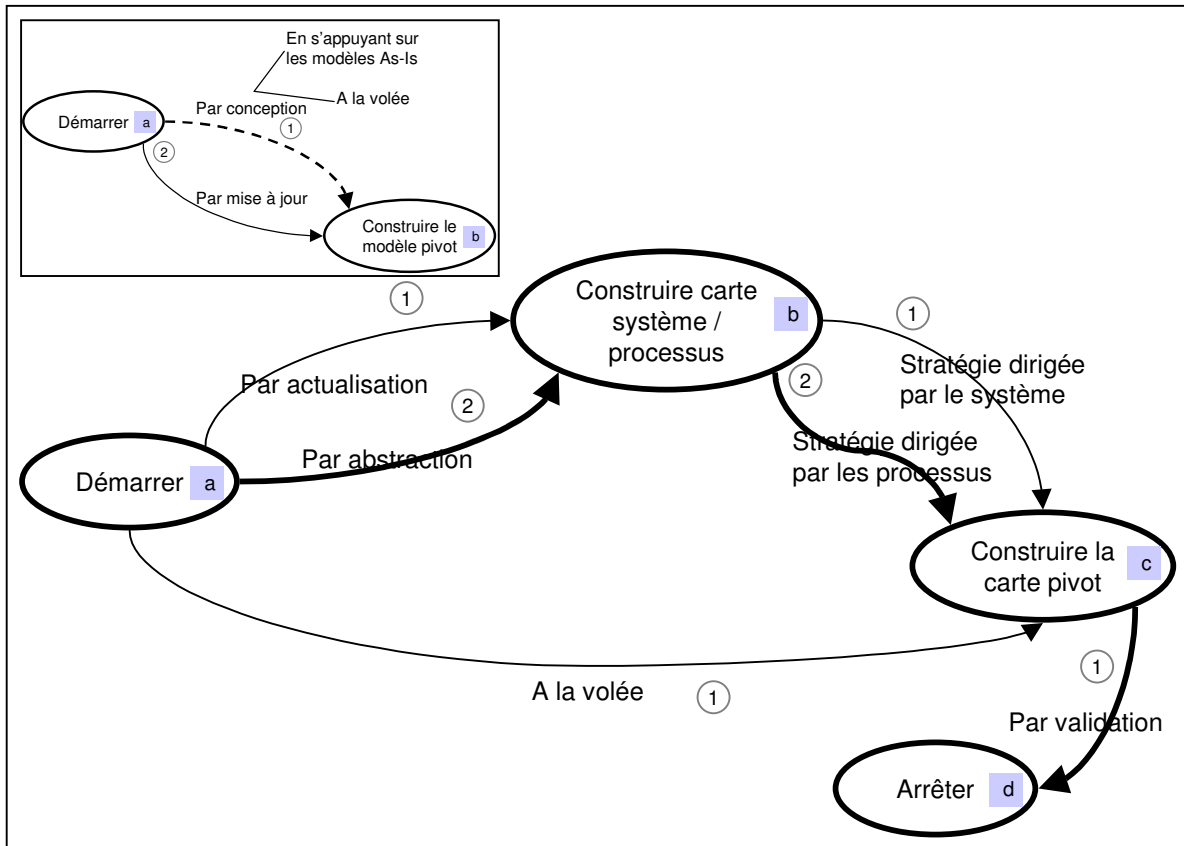 En s'appuyant sur
les modèles As-Is
A la volée
Par conception
1
Démarrer a
2
Par mise à jour
Construire le
modèle pivot b
1
Construire carte
système /
processus
b
1
Par actualisation
2
Stratégie dirigée
par le système
2
Par abstraction
Stratégie dirigée
par les processus
Démarrer a
Construire la
carte pivot
c
A la volée 1
1
Par validation
Arrêter d